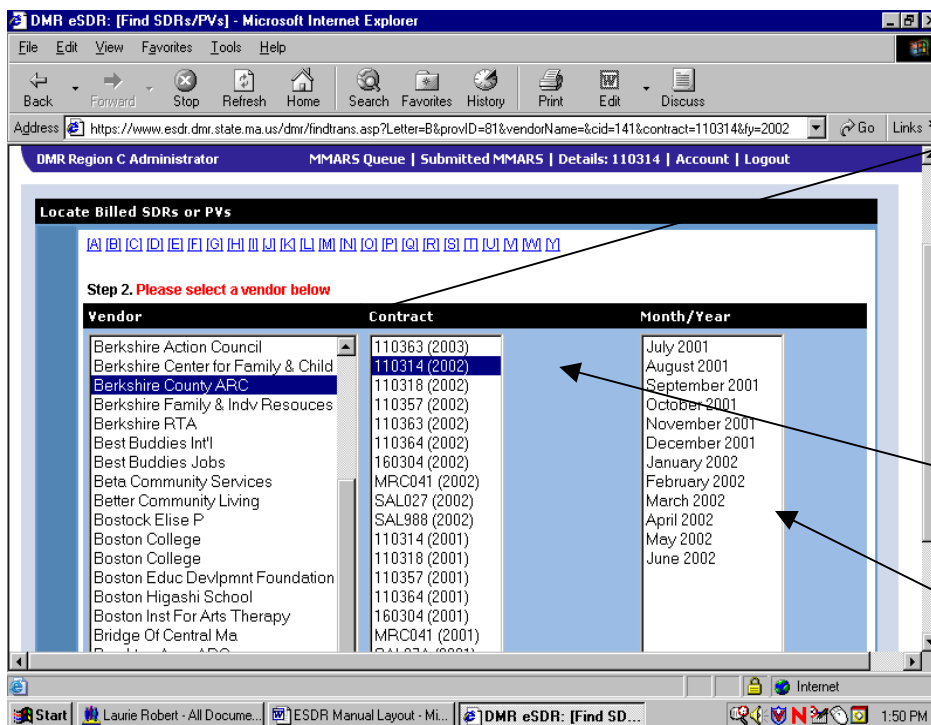 DMR eSDR: [Find SDRs/PVs] - Microsoft Internet Explorer
File Edit View Favorites Tools Help
Back Forward Stop Refresh Home Search Favorites History Print Edit Discuss
Address https://www.esdr.dmr.state.ma.us/dmr/findtrans.asp?Letter=B&provID=81&vendorName=&cid=141&contract=110314&fy=2002 Go Links
DMR Region C Administrator MMARS Queue | Submitted MMARS | Details: 110314 | Account | Logout
Locate Billed SDRs or PVs
[A] [B] [C] [D] [E] [F] [G] [H] [I] [J] [K] [L] [M] [N] [O] [P] [Q] [R] [S] [T] [U] [V] [W] [Y]
Step 2. Please select a vendor below
Vendor Contract Month/Year
Berkshire Action Council 110363 (2003) July 2001
Berkshire Center for Family & Child 110314 (2002) August 2001
Berkshire County ARC 110318 (2002) September 2001
Berkshire Family & Indv Resouces 110357 (2002) October 2001
Berkshire RTA 110363 (2002) November 2001
Best Buddies Int'l 110364 (2002) December 2001
Best Buddies Jobs 160304 (2002) January 2002
Beta Community Services MRC041 (2002) February 2002
Better Community Living SAL027 (2002) March 2002
Bostock Elise P SAL988 (2002) April 2002
Boston College 110314 (2001) May 2002
Boston College 110318 (2001) June 2002
Boston Educ Devlpmnt Foundation 110357 (2001)
Boston Higashi School 110364 (2001)
Boston Inst For Arts Therapy 160304 (2001)
Bridge Of Central Ma MRC041 (2001)
Internet
Start Laurie Robert - All Docume... ESDR Manual Layout - Mi... DMR eSDR: [Find SD... 1:50 PM